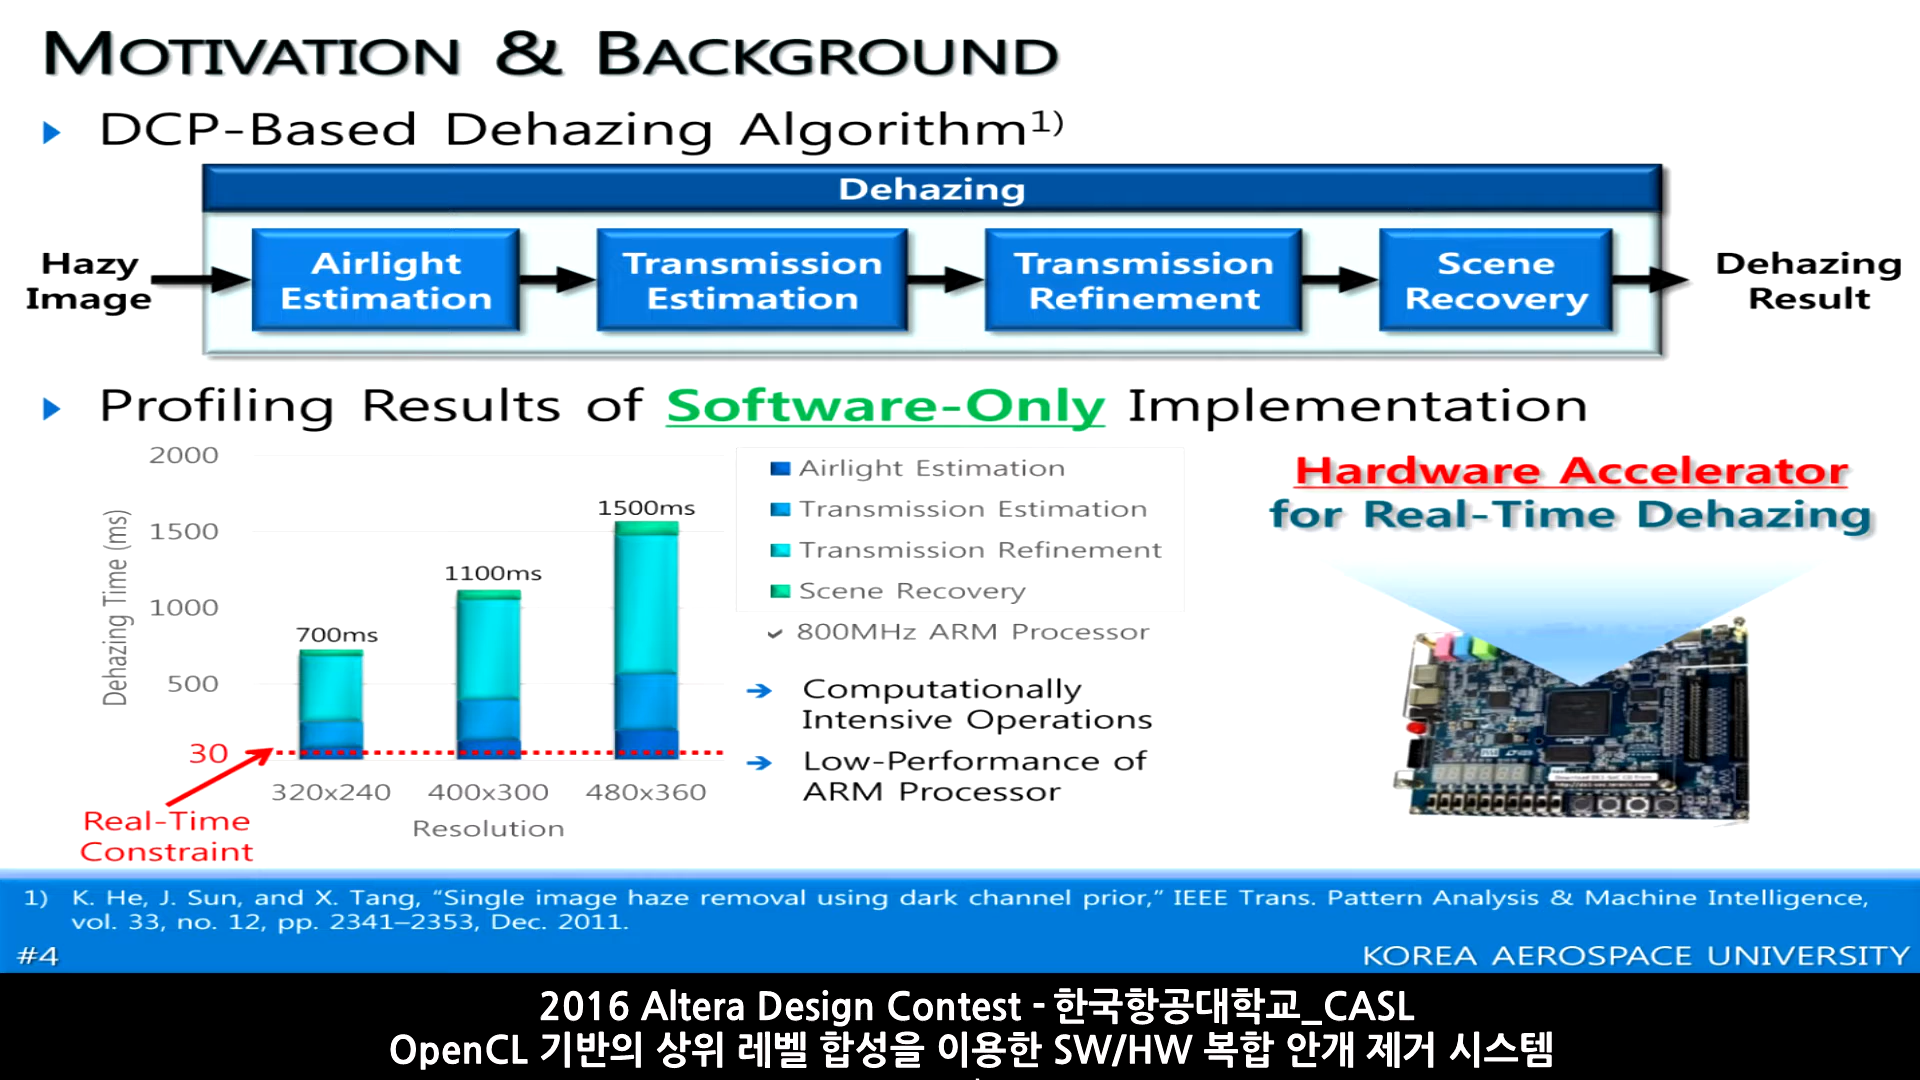 MOTIVATION & BACKGROUND
DCP-Based Dehazing Algorithm1)
Dehazing
Hazy
Image
Airlight
Estimation
Transmission
Estimation
Transmission
Refinement
Scene
Recovery
Dehazing
Result
Profiling Results of Software-Only Implementation
2000
1500
1000
500
30
Dehazing Time (ms)
700ms
1100ms
1500ms
320x240
400x300
480x360
Resolution
Real-Time
Constraint
Airlight Estimation
Transmission Estimation
Transmission Refinement
Scene Recovery
800MHz ARM Processor
Computationally
Intensive Operations
Low-Performance of
ARM Processor
Hardware Accelerator
for Real-Time Dehazing
1) K. He, J. Sun, and X. Tang, “Single image haze removal using dark channel prior,” IEEE Trans. Pattern Analysis & Machine Intelligence,
vol. 33, no. 12, pp. 2341–2353, Dec. 2011.
#4
KOREA AEROSPACE UNIVERSITY
2016 Altera Design Contest - 한국항공대학교_CASL
OpenCL 기반의 상위 레벨 합성을 이용한 SW/HW 복합 안개 제거 시스템